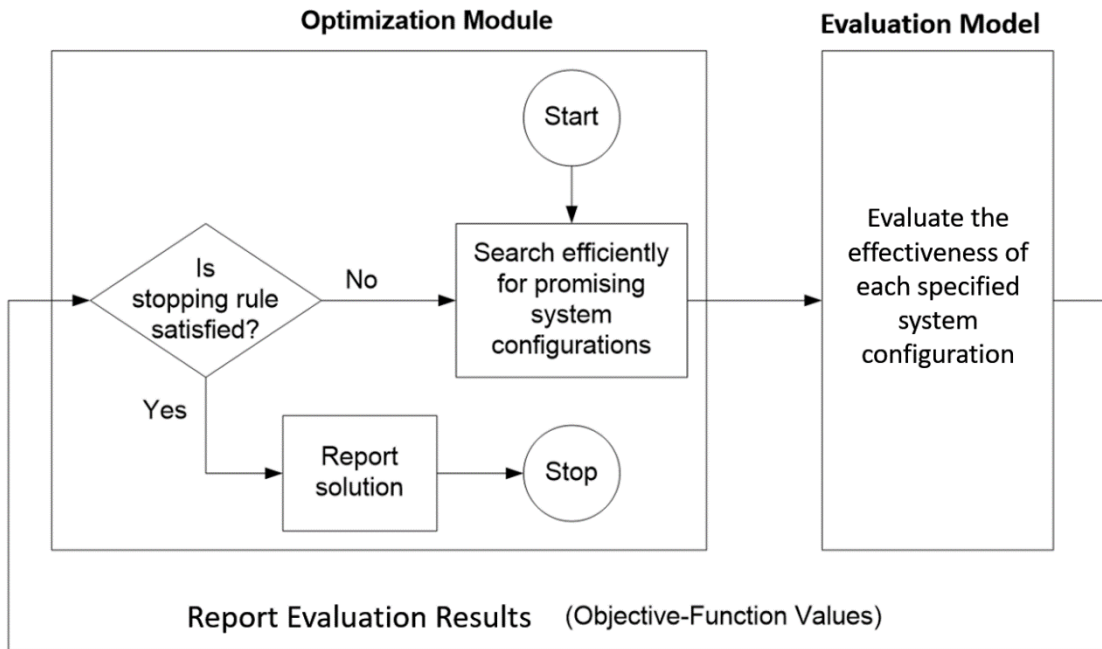 Optimization Module
Evaluation Model
Start
Is
stopping rule
satisfied?
No
Search efficiently
for promising
system
configurations
Evaluate the
effectiveness of
each specified
system
configuration
Yes
Report
solution
Stop
Report Evaluation Results (Objective-Function Values)